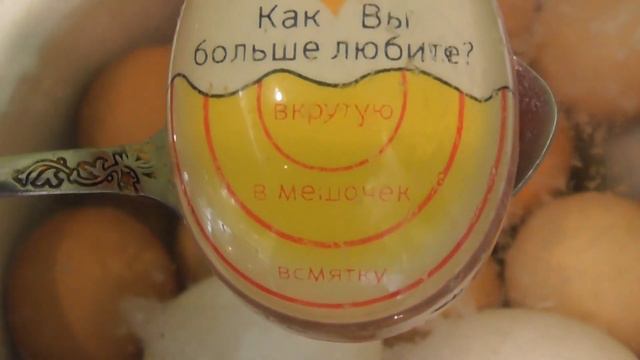 Как Вы
больше любите?
вкрутую
в мешочек
всмятку